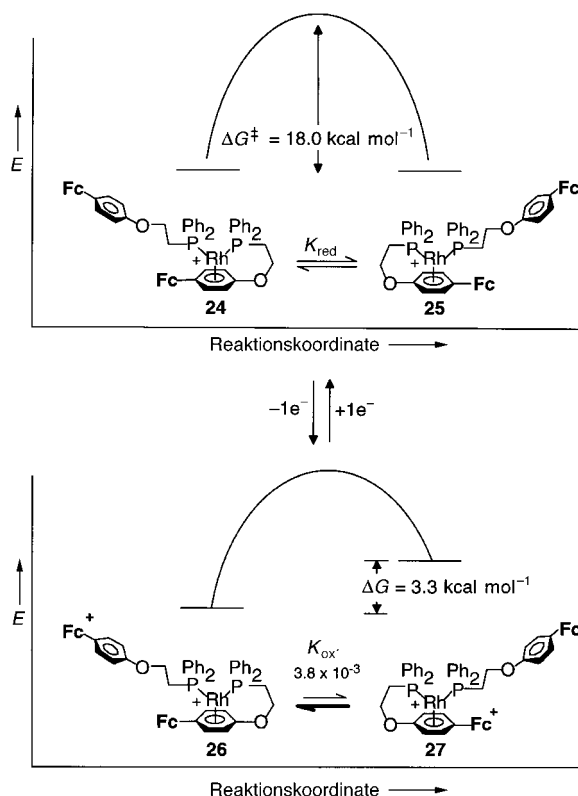 E
ΔG‡ = 18.0 kcal mol⁻¹
Fc
O
Ph₂ Ph₂
P P
Rh
+
Fc
O
24
K_red
Ph₂ Ph₂
P P
Rh
+
O
Fc
O
Fc
25
Reaktionskoordinate
−1e⁻ +1e⁻
E
ΔG = 3.3 kcal mol⁻¹
Fc+
O
Ph₂ Ph₂
P P
Rh
+
Fc
O
26
K_ox·
3.8 x 10⁻³
Ph₂ Ph₂
P P
Rh
+
O
Fc
O
Fc+
27
Reaktionskoordinate